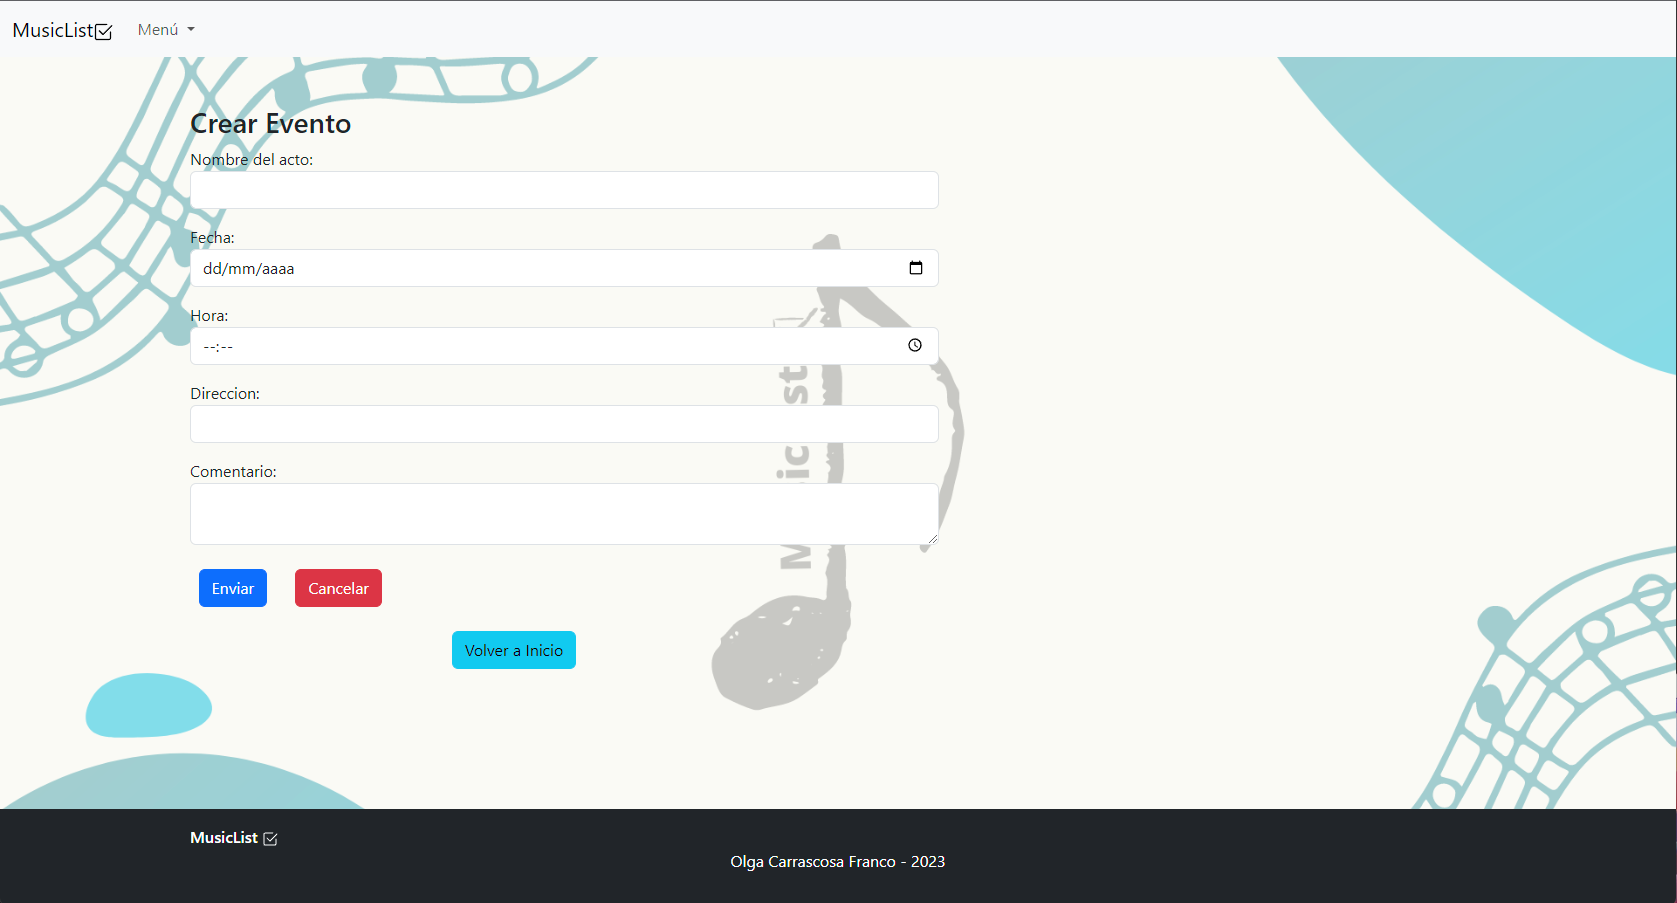 MusicList Menú
Crear Evento
Nombre del acto:
Fecha:
dd/mm/aaaa
Hora:
--:--
Direccion:
Comentario:
Enviar Cancelar
Volver a Inicio
MusicList
Olga Carrascosa Franco - 2023